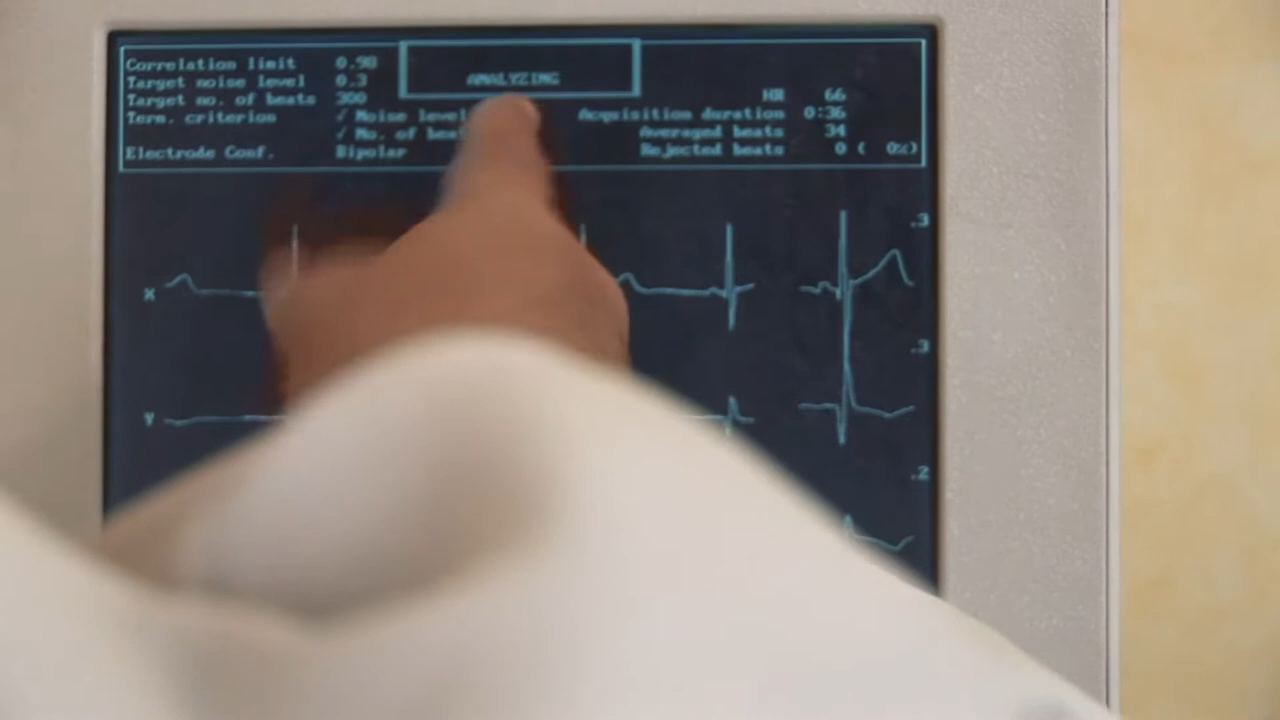 Correlation limit 0.98
Target noise level 0.3
Target no. of beats 300
Term. criterion ✓ Noise level
✓ No. of
Electrode Conf. Bipolar
ANALYZING
HR 66
Acquisition duration 0:36
Averaged beats 34
Rejected beats 0 ( 0%)
X
.3
.3
Y
.2